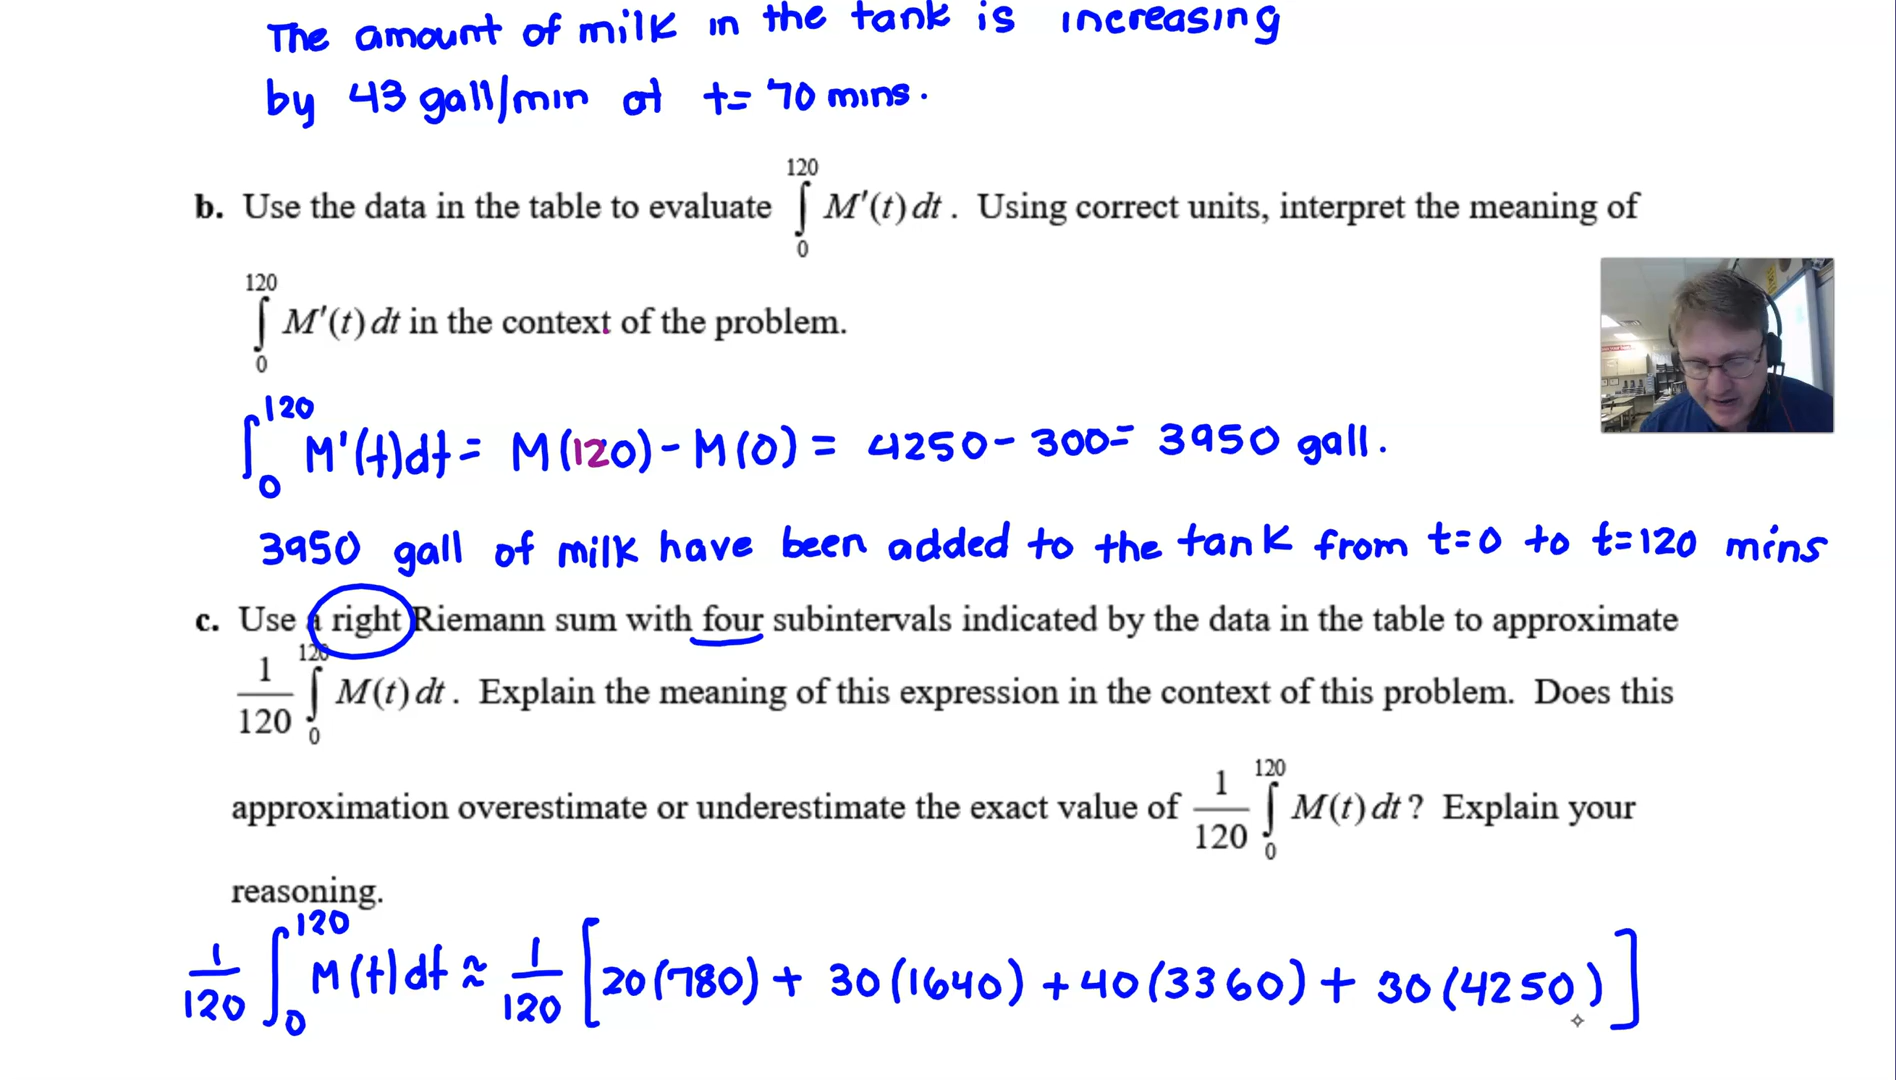 The amount of milk in the tank is increasing
by 43 gall/min at t= 70 mins.
b. Use the data in the table to evaluate ∫₀¹²⁰ M′(t) dt . Using correct units, interpret the meaning of
∫₀¹²⁰ M′(t) dt in the context of the problem.
∫₀¹²⁰ M'(t)dt = M(120) - M(0) = 4250 - 300 = 3950 gall.
3950 gall of milk have been added to the tank from t=0 to t=120 mins
c. Use a right Riemann sum with four subintervals indicated by the data in the table to approximate
1/120 ∫₀¹²⁰ M(t) dt . Explain the meaning of this expression in the context of this problem. Does this
approximation overestimate or underestimate the exact value of 1/120 ∫₀¹²⁰ M(t) dt ? Explain your
reasoning.
1/120 ∫₀¹²⁰ M(t)dt ≈ 1/120 [20(780) + 30(1640) + 40(3360) + 30(4250)]